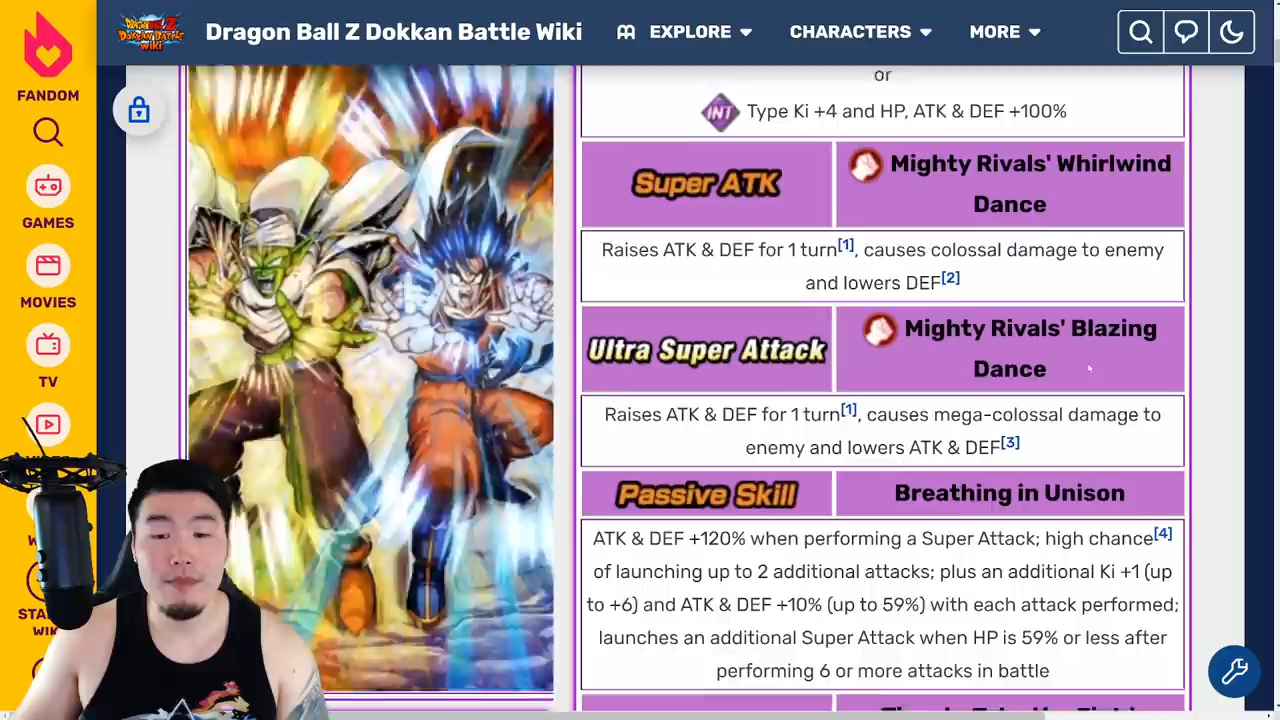 DRAGON BALL Z DOKKAN BATTLE WIKI
Dragon Ball Z Dokkan Battle Wiki
EXPLORE
CHARACTERS
MORE
FANDOM
GAMES
MOVIES
TV
or
INT Type Ki +4 and HP, ATK & DEF +100%
Super ATK
Mighty Rivals' Whirlwind
Dance
Raises ATK & DEF for 1 turn[1], causes colossal damage to enemy
and lowers DEF[2]
Ultra Super Attack
Mighty Rivals' Blazing
Dance
Raises ATK & DEF for 1 turn[1], causes mega-colossal damage to
enemy and lowers ATK & DEF[3]
Passive Skill
Breathing in Unison
ATK & DEF +120% when performing a Super Attack; high chance[4]
of launching up to 2 additional attacks; plus an additional Ki +1 (up
to +6) and ATK & DEF +10% (up to 59%) with each attack performed;
launches an additional Super Attack when HP is 59% or less after
performing 6 or more attacks in battle